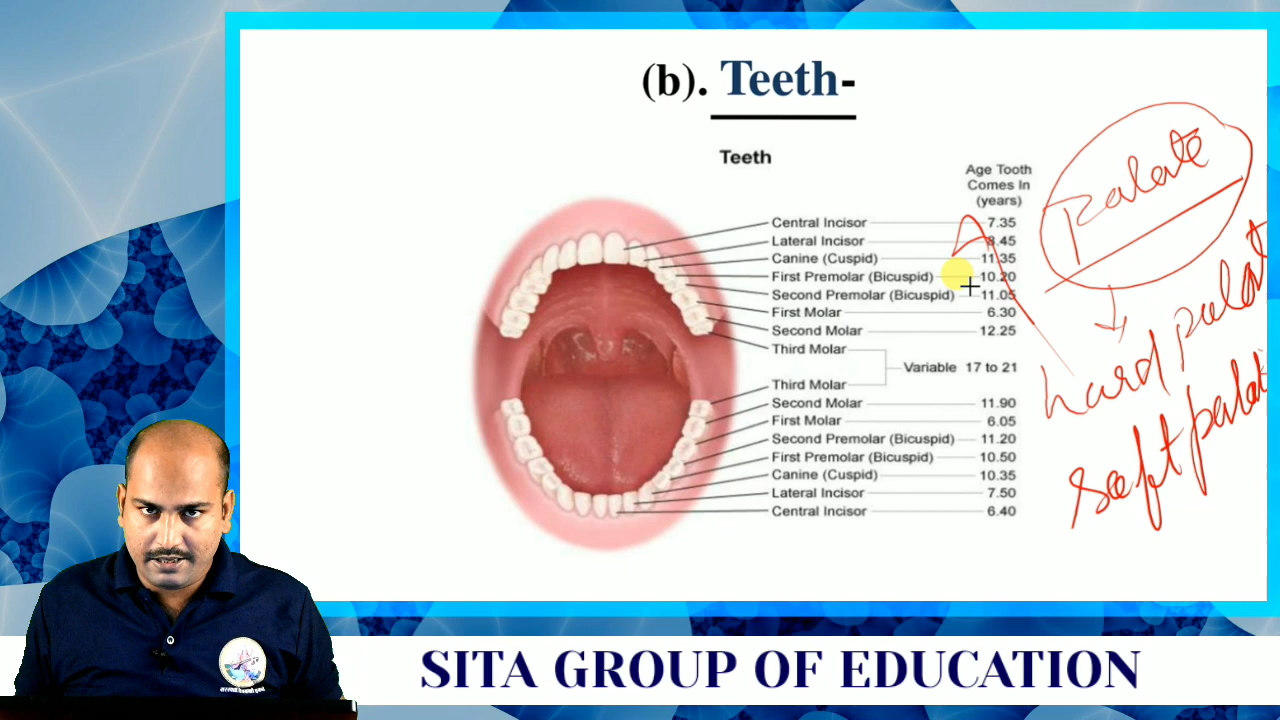 (b). Teeth-
Teeth
Age Tooth
Comes In
(years)
Central Incisor 7.35
Lateral Incisor 8.45
Canine (Cuspid) 11.35
First Premolar (Bicuspid) 10.20
Second Premolar (Bicuspid) 11.05
First Molar 6.30
Second Molar 12.25
Third Molar
Variable 17 to 21
Third Molar
Second Molar 11.90
First Molar 6.05
Second Premolar (Bicuspid) 11.20
First Premolar (Bicuspid) 10.50
Canine (Cuspid) 10.35
Lateral Incisor 7.50
Central Incisor 6.40
Palate
hard palat
soft palat
SITA GROUP OF EDUCATION